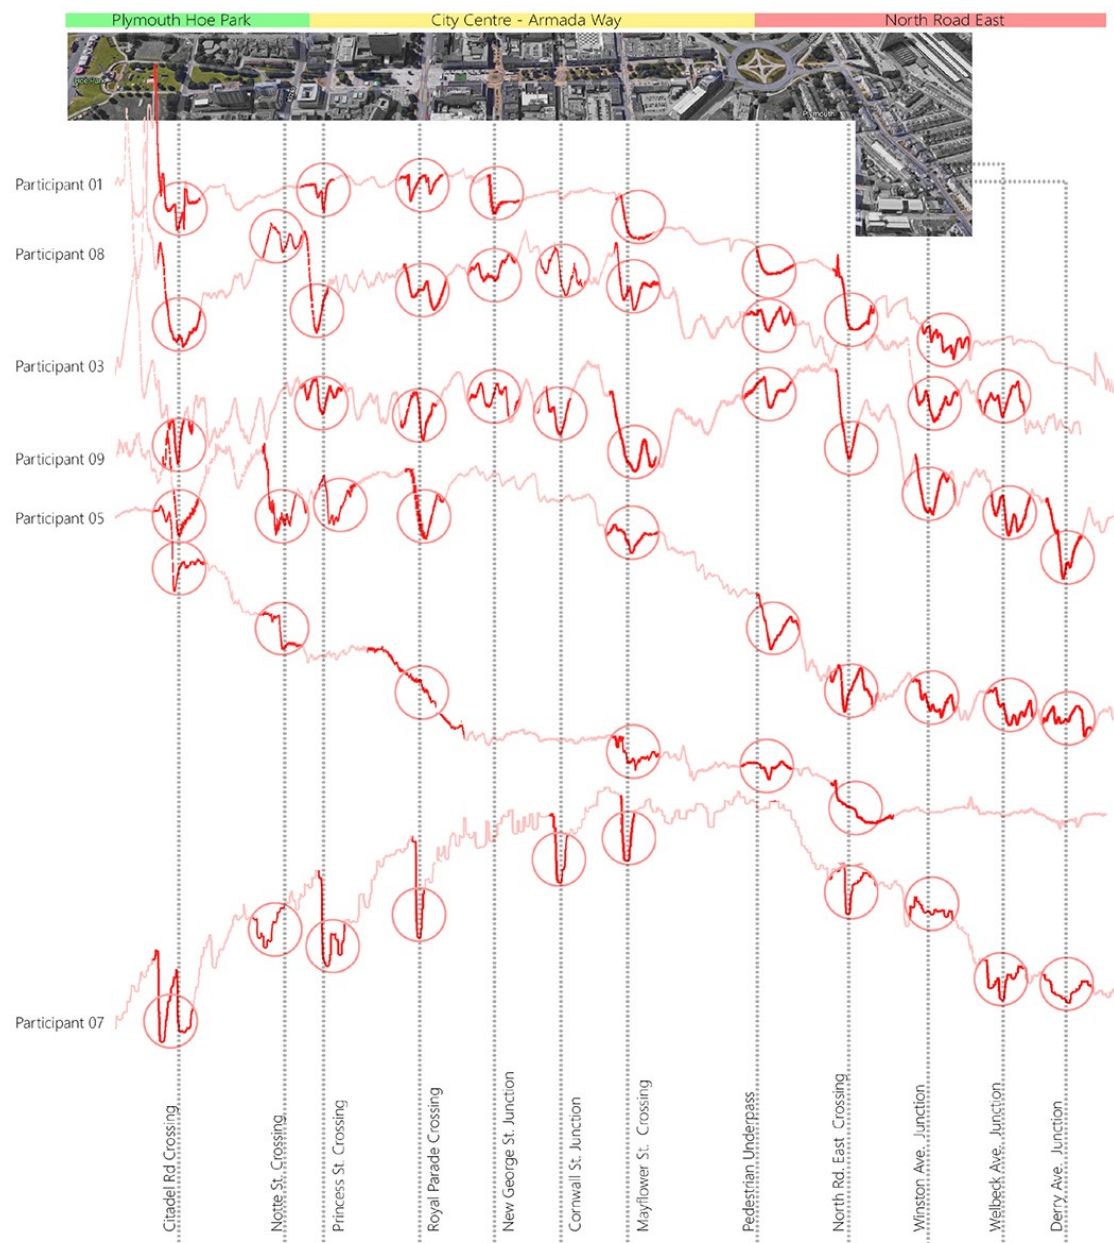 Plymouth Hoe Park
City Centre - Armada Way
North Road East
Plymouth
Participant 01
Participant 08
Participant 03
Participant 09
Participant 05
Participant 07
Citadel Rd Crossing
Notte St. Crossing
Princess St. Crossing
Royal Parade Crossing
New George St. Junction
Cornwall St. Junction
Mayflower St. Crossing
Pedestrian Underpass
North Rd. East Crossing
Winston Ave. Junction
Welbeck Ave. Junction
Derry Ave. Junction